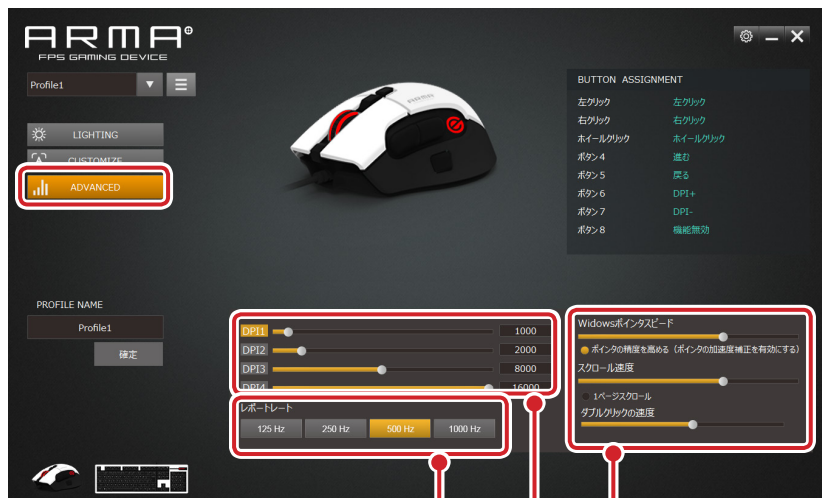 ARMA
FPS GAMING DEVICE
Profile1
LIGHTING
CUSTOMIZE
ADVANCED
BUTTON ASSIGNMENT
左クリック 左クリック
右クリック 右クリック
ホイールクリック ホイールクリック
ボタン4 進む
ボタン5 戻る
ボタン6 DPI+
ボタン7 DPI-
ボタン8 機能無効
PROFILE NAME
Profile1
確定
DPI1 1000
DPI2 2000
DPI3 8000
DPI4 16000
レポートレート
125 Hz 250 Hz 500 Hz 1000 Hz
Widowsポインタスピード
ポインタの精度を高める（ポインタの加速度補正を有効にする）
スクロール速度
1ページスクロール
ダブルクリックの速度